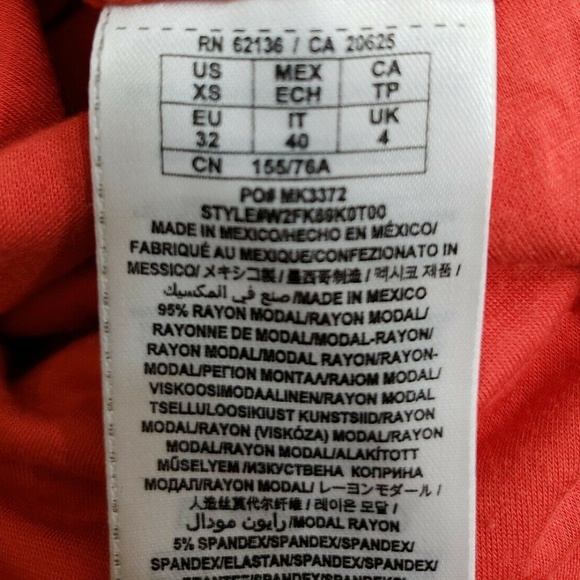 RN 62136 / CA 20625
US MEX CA
XS ECH TP
EU IT UK
32 40 4
CN 155/76A
PO# MK3372
STYLE#W2FK69K0T00
MADE IN MEXICO/HECHO EN MÉXICO/
FABRIQUÉ AU MEXIQUE/CONFEZIONATO IN
MESSICO/メキシコ製/墨西哥制造/멕시코 제품/
صنع في المكسيك/MADE IN MEXICO
95% RAYON MODAL/RAYON MODAL/
RAYONNE DE MODAL/MODAL-RAYON/
RAYON MODAL/MODAL RAYON/RAYON-
MODAL/РЕГІОН МОНТАЛ/RAIOM MODAL/
VISKOOSIMODAALINEN/RAYON MODAL
TSELLULOOSIKIUST KUNSTSIID/RAYON
MODAL/RAYON (VISKÓZA) MODAL/RAYON
MODAL/RAYON MODAL/ALAKÍTOTT
MŰSELYEM/ИЗКУСТВЕНА КОПРИНА
МОДАЛ/RAYON MODAL/レーヨンモダール/
人造丝莫代尔纤维/레이온 모달/
رايون مودال/MODAL RAYON
5% SPANDEX/SPANDEX/SPANDEX/
SPANDEX/ELASTAN/SPANDEX/SPANDEX/